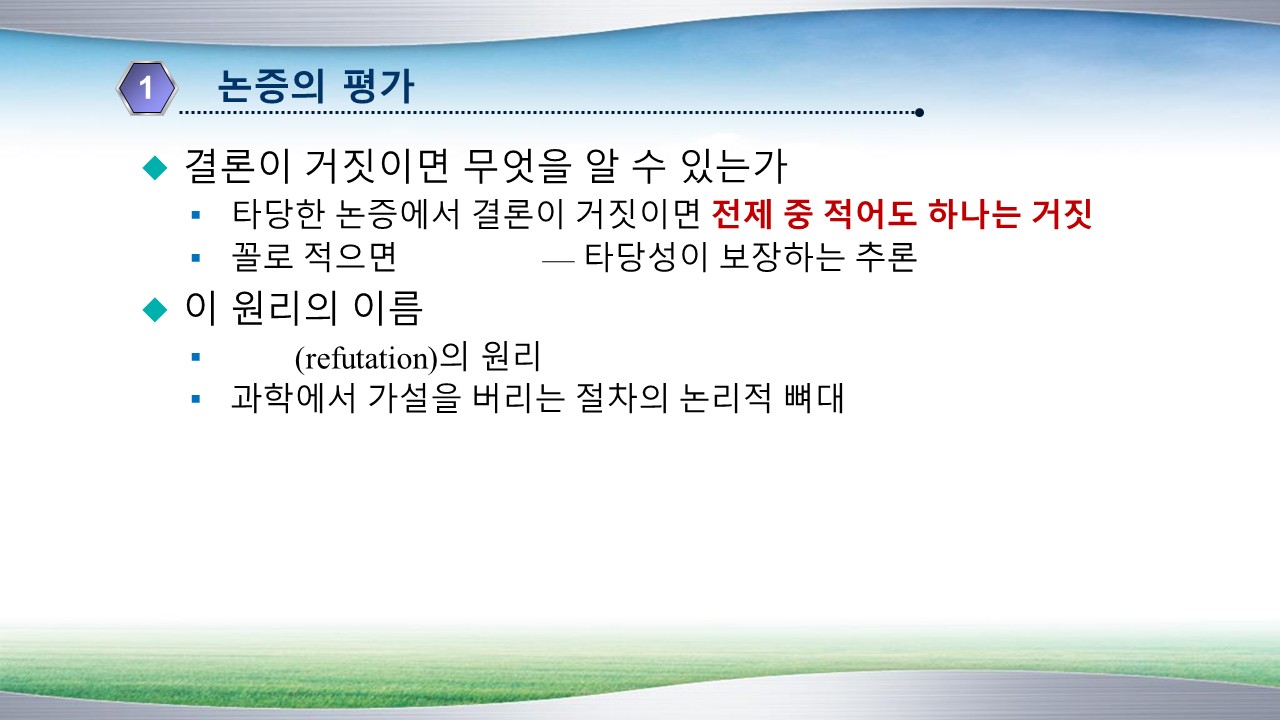 1 논증의 평가
결론이 거짓이면 무엇을 알 수 있는가
타당한 논증에서 결론이 거짓이면 전제 중 적어도 하나는 거짓
꼴로 적으면 — 타당성이 보장하는 추론
이 원리의 이름
(refutation)의 원리
과학에서 가설을 버리는 절차의 논리적 뼈대